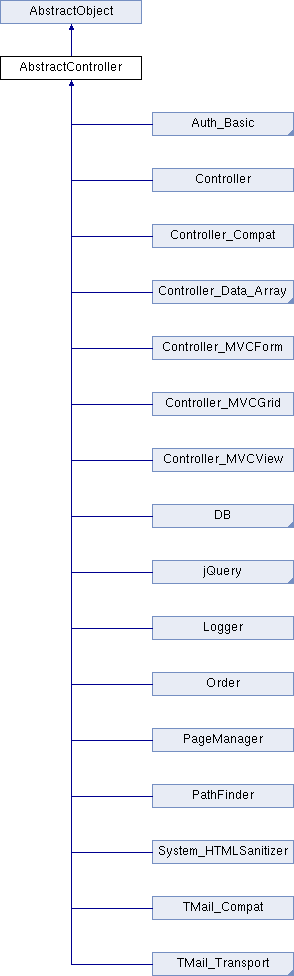 AbstractObject
AbstractController
Auth_Basic
Controller
Controller_Compat
Controller_Data_Array
Controller_MVCForm
Controller_MVCGrid
Controller_MVCView
DB
jQuery
Logger
Order
PageManager
PathFinder
System_HTMLSanitizer
TMail_Compat
TMail_Transport